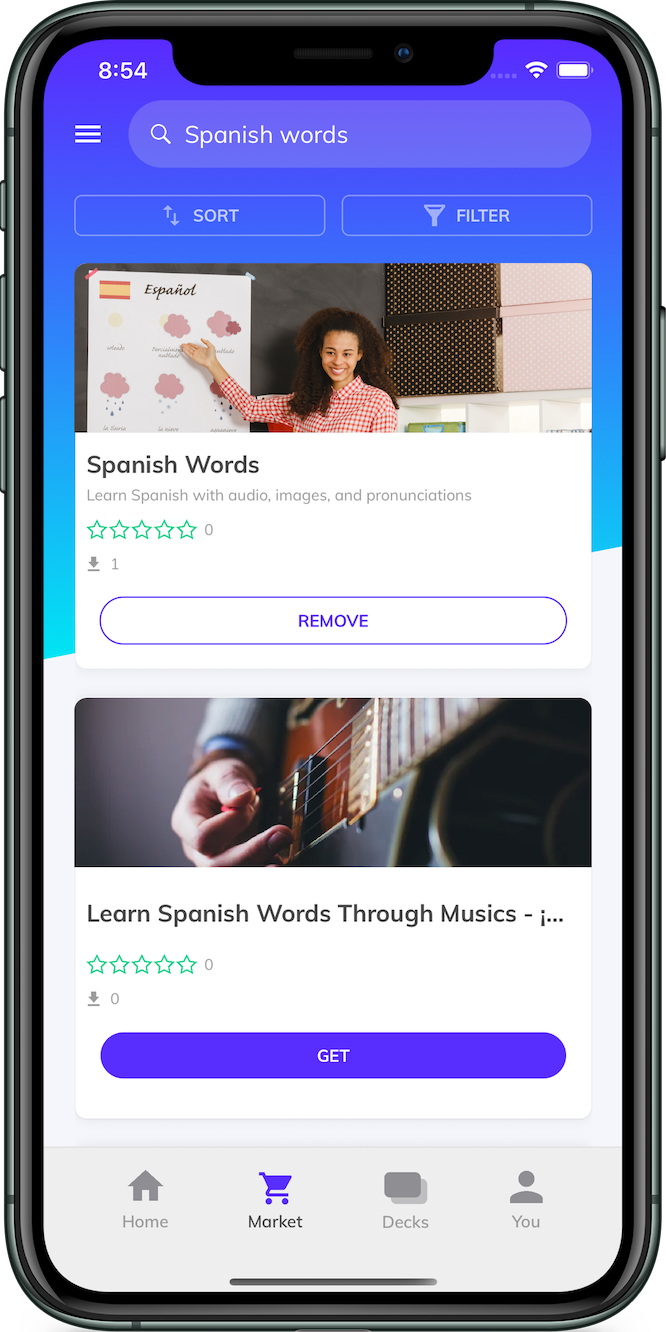 8:54
Spanish words
SORT
FILTER
Español
Spanish Words
Learn Spanish with audio, images, and pronunciations
0
1
REMOVE
Learn Spanish Words Through Musics - ¡...
0
0
GET
Home
Market
Decks
You